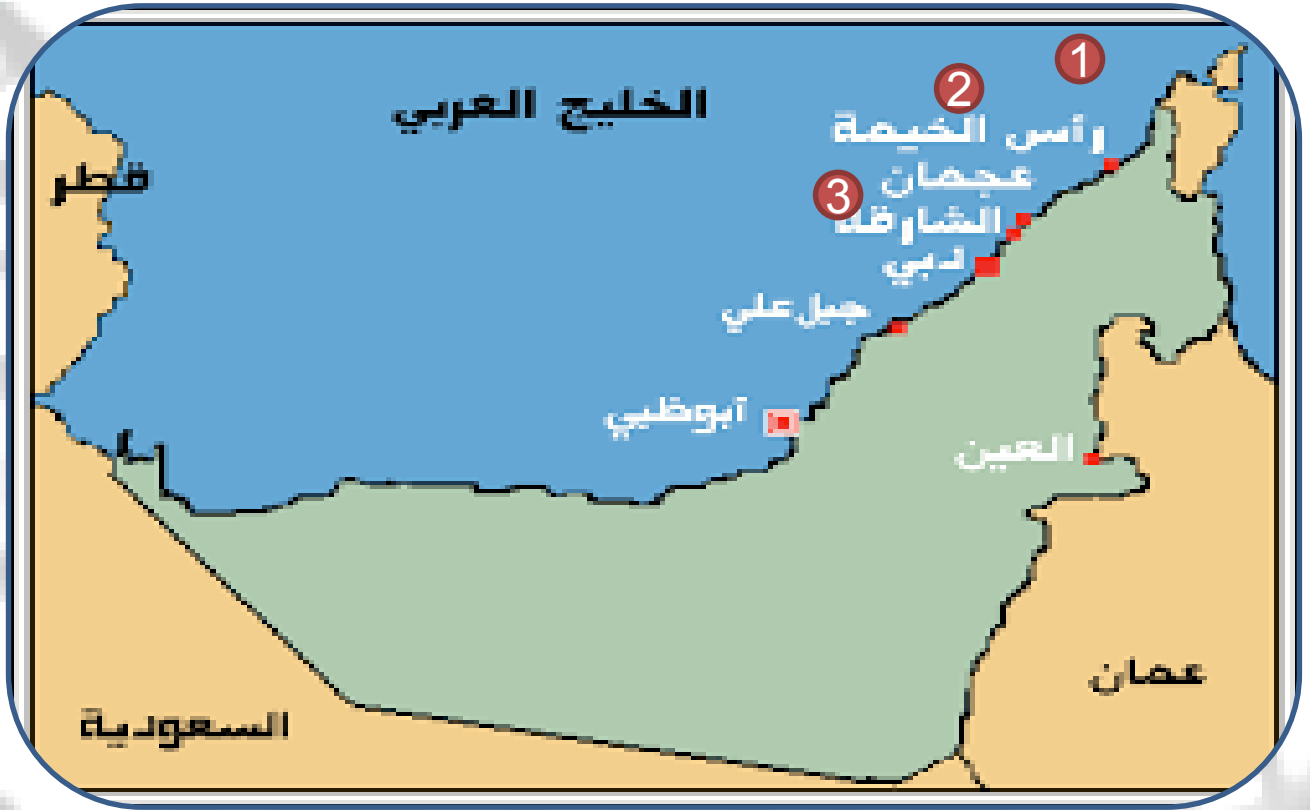 1
2
الخليج العربي
رأس الخيمة
قطر
عجمان
3
الشارقة
دبي
جبل علي
أبوظبي
العين
عمان
السعودية